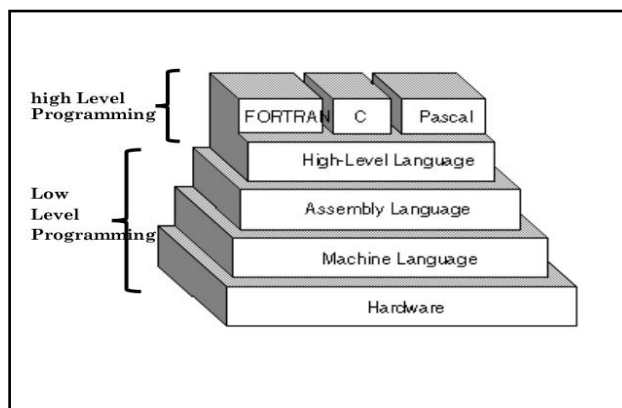 high Level
Programming
FORTRAN C Pascal
High-Level Language
Low
Level
Programming
Assembly Language
Machine Language
Hardware